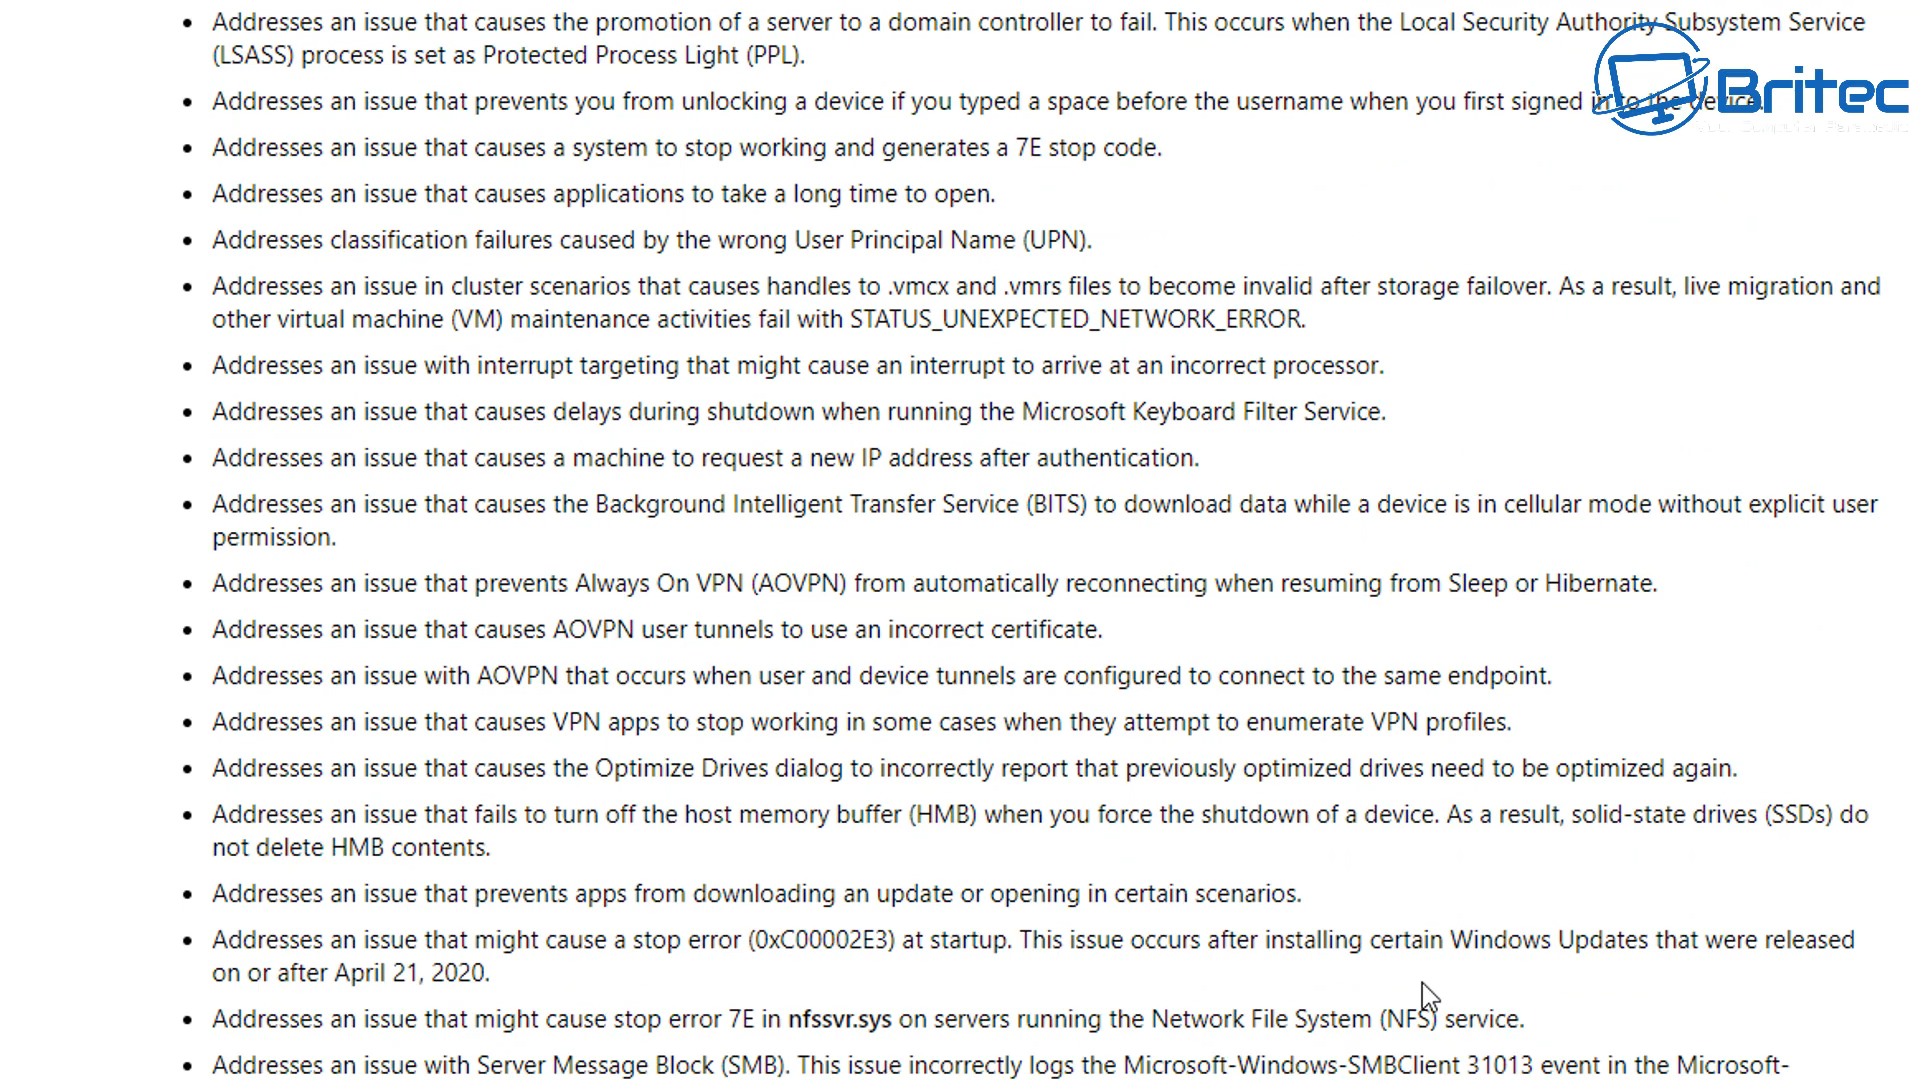 Addresses an issue that causes the promotion of a server to a domain controller to fail. This occurs when the Local Security Authority Subsystem Service
(LSASS) process is set as Protected Process Light (PPL).
Addresses an issue that prevents you from unlocking a device if you typed a space before the username when you first signed in to the device.
Britec
Addresses an issue that causes a system to stop working and generates a 7E stop code.
Addresses an issue that causes applications to take a long time to open.
Addresses classification failures caused by the wrong User Principal Name (UPN).
Addresses an issue in cluster scenarios that causes handles to .vmcx and .vmrs files to become invalid after storage failover. As a result, live migration and
other virtual machine (VM) maintenance activities fail with STATUS_UNEXPECTED_NETWORK_ERROR.
Addresses an issue with interrupt targeting that might cause an interrupt to arrive at an incorrect processor.
Addresses an issue that causes delays during shutdown when running the Microsoft Keyboard Filter Service.
Addresses an issue that causes a machine to request a new IP address after authentication.
Addresses an issue that causes the Background Intelligent Transfer Service (BITS) to download data while a device is in cellular mode without explicit user
permission.
Addresses an issue that prevents Always On VPN (AOVPN) from automatically reconnecting when resuming from Sleep or Hibernate.
Addresses an issue that causes AOVPN user tunnels to use an incorrect certificate.
Addresses an issue with AOVPN that occurs when user and device tunnels are configured to connect to the same endpoint.
Addresses an issue that causes VPN apps to stop working in some cases when they attempt to enumerate VPN profiles.
Addresses an issue that causes the Optimize Drives dialog to incorrectly report that previously optimized drives need to be optimized again.
Addresses an issue that fails to turn off the host memory buffer (HMB) when you force the shutdown of a device. As a result, solid-state drives (SSDs) do
not delete HMB contents.
Addresses an issue that prevents apps from downloading an update or opening in certain scenarios.
Addresses an issue that might cause a stop error (0xC00002E3) at startup. This issue occurs after installing certain Windows Updates that were released
on or after April 21, 2020.
Addresses an issue that might cause stop error 7E in nfssvr.sys on servers running the Network File System (NFS) service.
Addresses an issue with Server Message Block (SMB). This issue incorrectly logs the Microsoft-Windows-SMBClient 31013 event in the Microsoft-